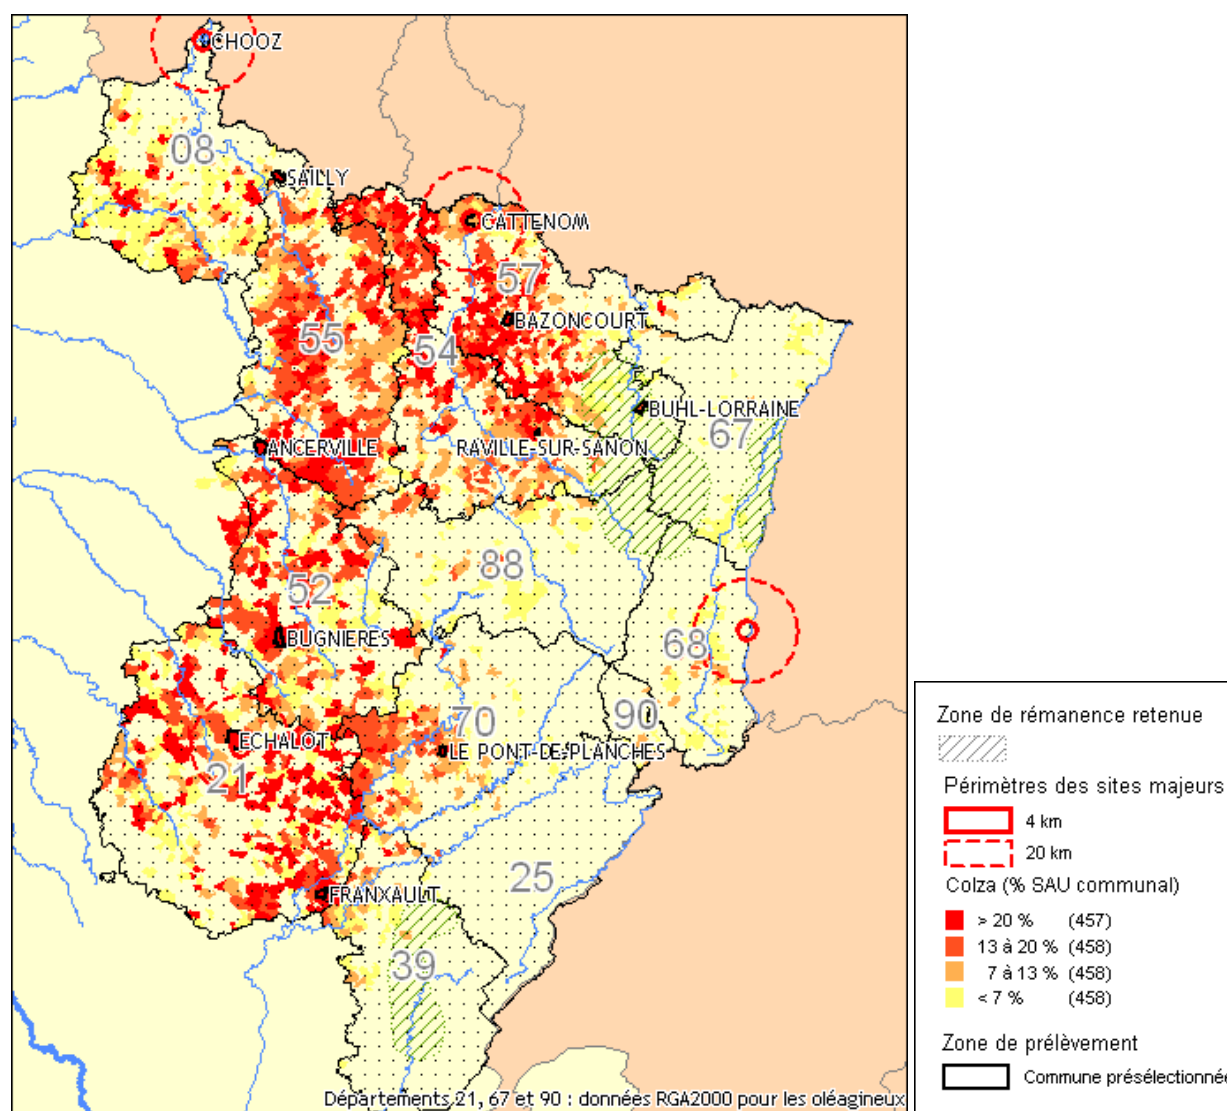 CHOOZ
08
SAILLY
CATTENOM
57
BAZONCOURT
55
54
BUHL-LORRAINE
67
ANCERVILLE
RAVILLE-SUR-SANON
88
52
BUGNIERES
68
90
70
ECHALOT
LE PONT-DE-PLANCHES
21
25
FRANXAULT
39
Départements 21, 67 et 90 : données RGA2000 pour les oléagineux
Zone de rémanence retenue
Périmètres des sites majeurs
4 km
20 km
Colza (% SAU communal)
> 20 % (457)
13 à 20 % (458)
7 à 13 % (458)
< 7 % (458)
Zone de prélèvement
Commune présélectionnée